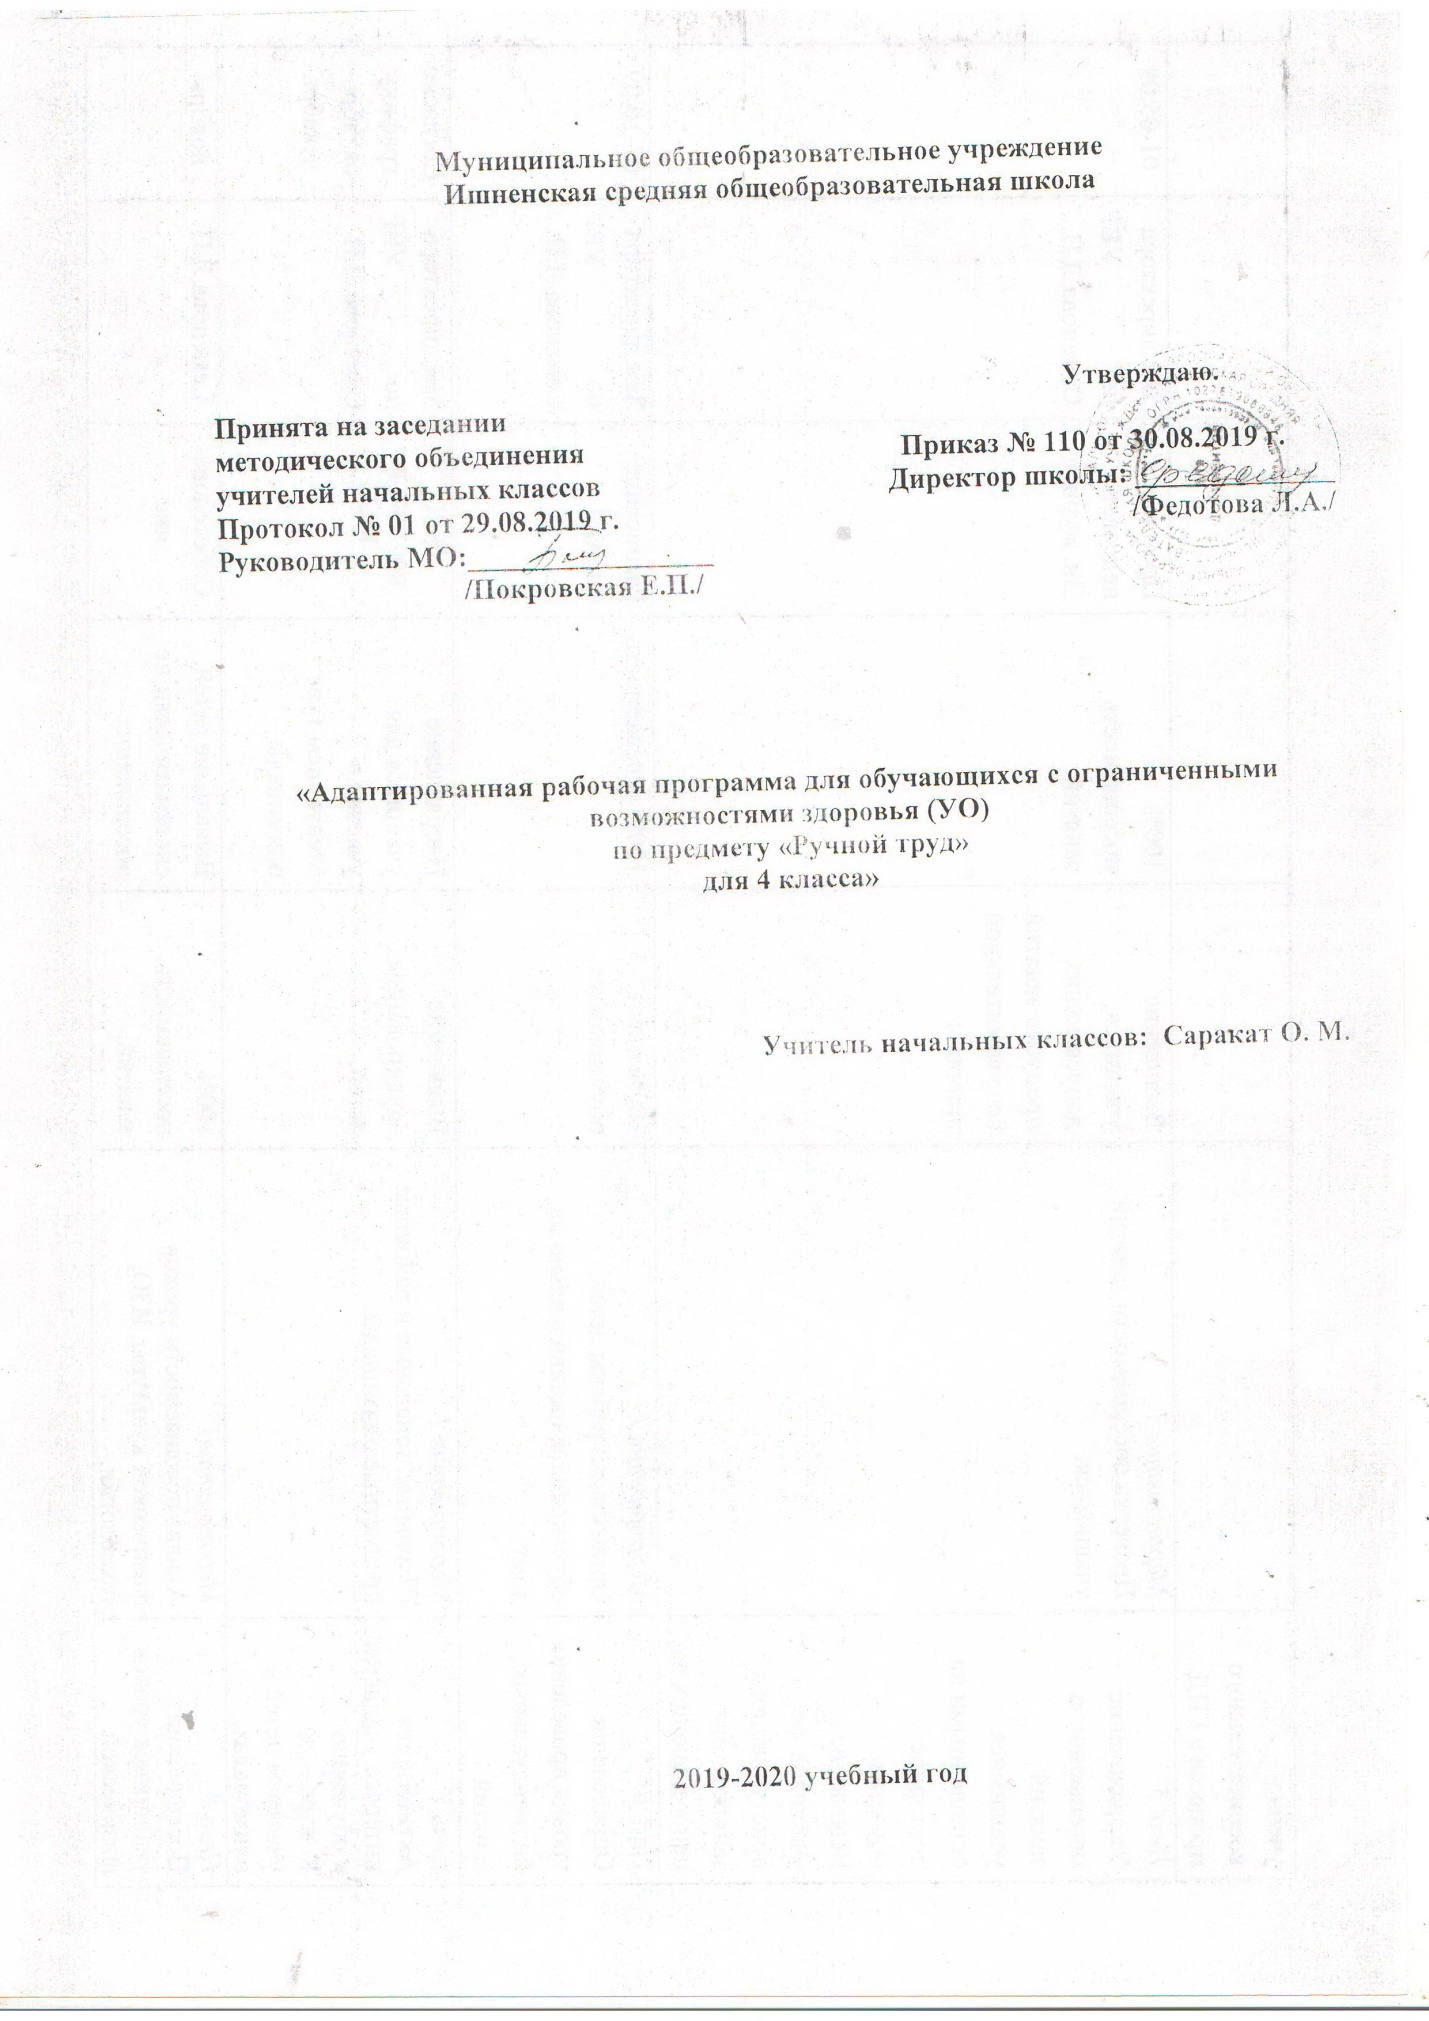 Муниципальное общеобразовательное учреждение
Ишненская средняя общеобразовательная школа
Утверждаю.
Принята на заседании
методического объединения
учителей начальных классов
Протокол № 01 от 29.08.2019 г.
Руководитель МО:
/Покровская Е.П./
Приказ № 110 от 30.08.2019 г.
Директор школы:
/Федотова Л.А./
«Адаптированная рабочая программа для обучающихся с ограниченными
возможностями здоровья (УО)
по предмету «Ручной труд»
для 4 класса»
Учитель начальных классов: Саракат О. М.
2019-2020 учебный год